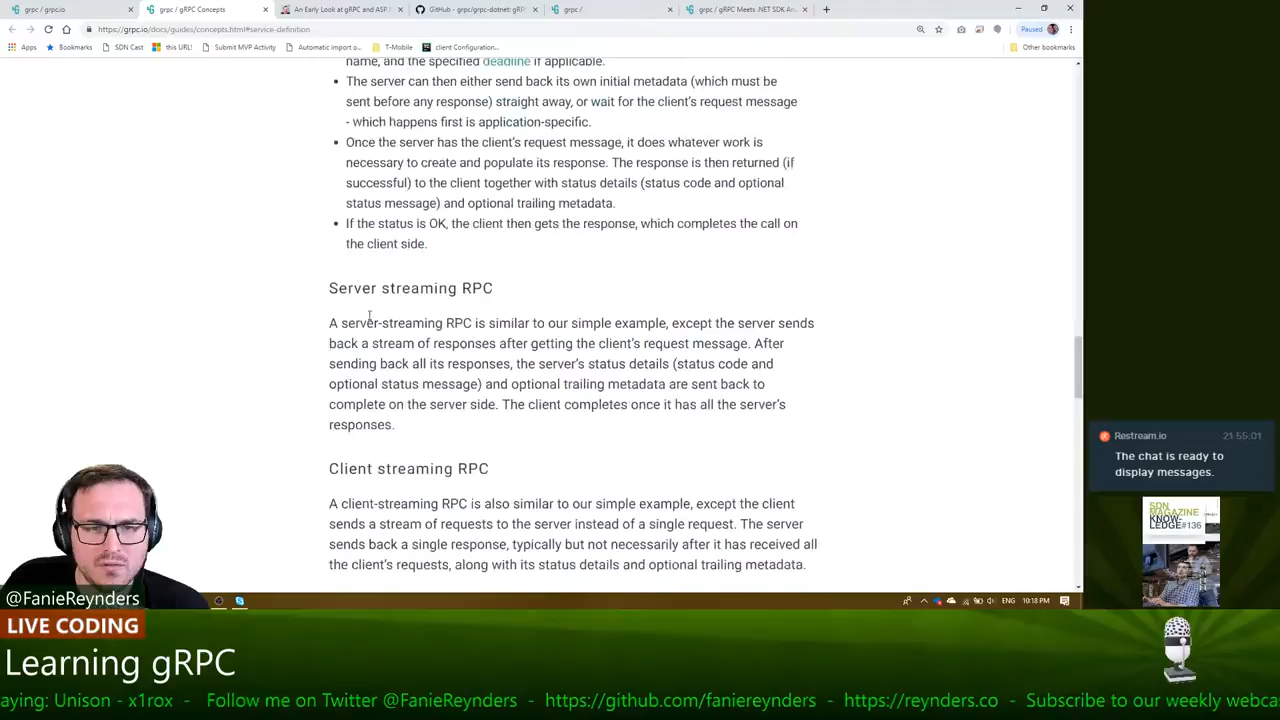 grpc / grpc.io
grpc / gRPC Concepts
An Early Look at gRPC and ASP.
GitHub - grpc/grpc-dotnet: gRP
grpc /
grpc / gRPC Meets .NET SDK An
https://grpc.io/docs/guides/concepts.html#service-definition
Paused
Apps
Bookmarks
SDN Cast
this URL!
Submit MVP Activity
Automatic import o...
T-Mobile
client Configuration...
Other bookmarks
name, and the specified deadline if applicable.
• The server can then either send back its own initial metadata (which must be
sent before any response) straight away, or wait for the client's request message
- which happens first is application-specific.
• Once the server has the client's request message, it does whatever work is
necessary to create and populate its response. The response is then returned (if
successful) to the client together with status details (status code and optional
status message) and optional trailing metadata.
• If the status is OK, the client then gets the response, which completes the call on
the client side.
Server streaming RPC
A server-streaming RPC is similar to our simple example, except the server sends
back a stream of responses after getting the client's request message. After
sending back all its responses, the server's status details (status code and
optional status message) and optional trailing metadata are sent back to
complete on the server side. The client completes once it has all the server's
responses.
Client streaming RPC
A client-streaming RPC is also similar to our simple example, except the client
sends a stream of requests to the server instead of a single request. The server
sends back a single response, typically but not necessarily after it has received all
the client's requests, along with its status details and optional trailing metadata.
Restream.io
21:55:01
The chat is ready to
display messages.
SDN
MAGAZINE
KNOW-
LEDGE#136
ENG
10:18 PM
@FanieReynders
LIVE CODING
Learning gRPC
aying: Unison - x1rox - Follow me on Twitter @FanieReynders - https://github.com/faniereynders - https://reynders.co - Subscribe to our weekly webca